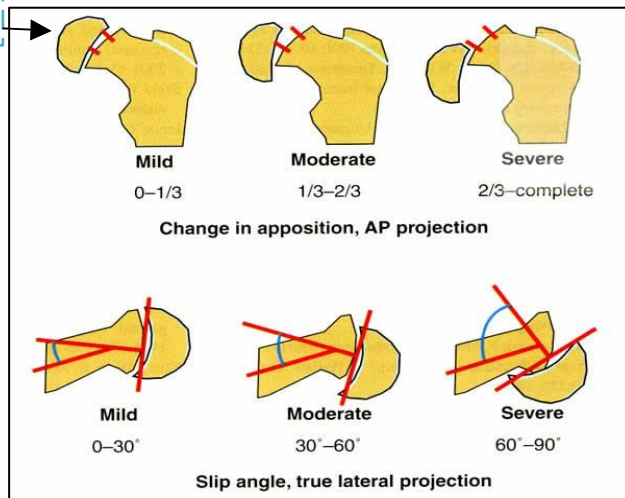 Mild Moderate Severe
0–1/3 1/3–2/3 2/3–complete
Change in apposition, AP projection
Mild Moderate Severe
0–30° 30°–60° 60°–90°
Slip angle, true lateral projection